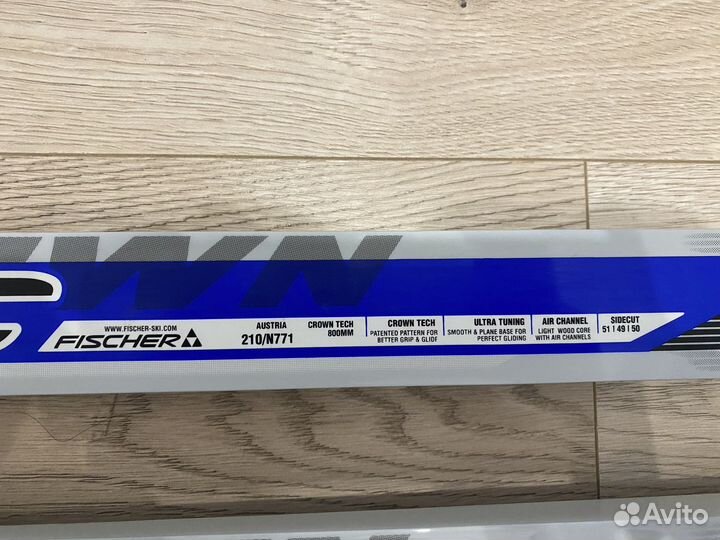 WWW.FISCHER-SKI.COM
FISCHER
AUSTRIA
210/N771
CROWN TECH
800MM
CROWN TECH
PATENTED PATTERN FOR
BETTER GRIP & GLIDE
ULTRA TUNING
SMOOTH & PLANE BASE FOR
PERFECT GLIDING
AIR CHANNEL
LIGHT WOOD CORE
WITH AIR CHANNELS
SIDECUT
51 | 49 | 50
Avito